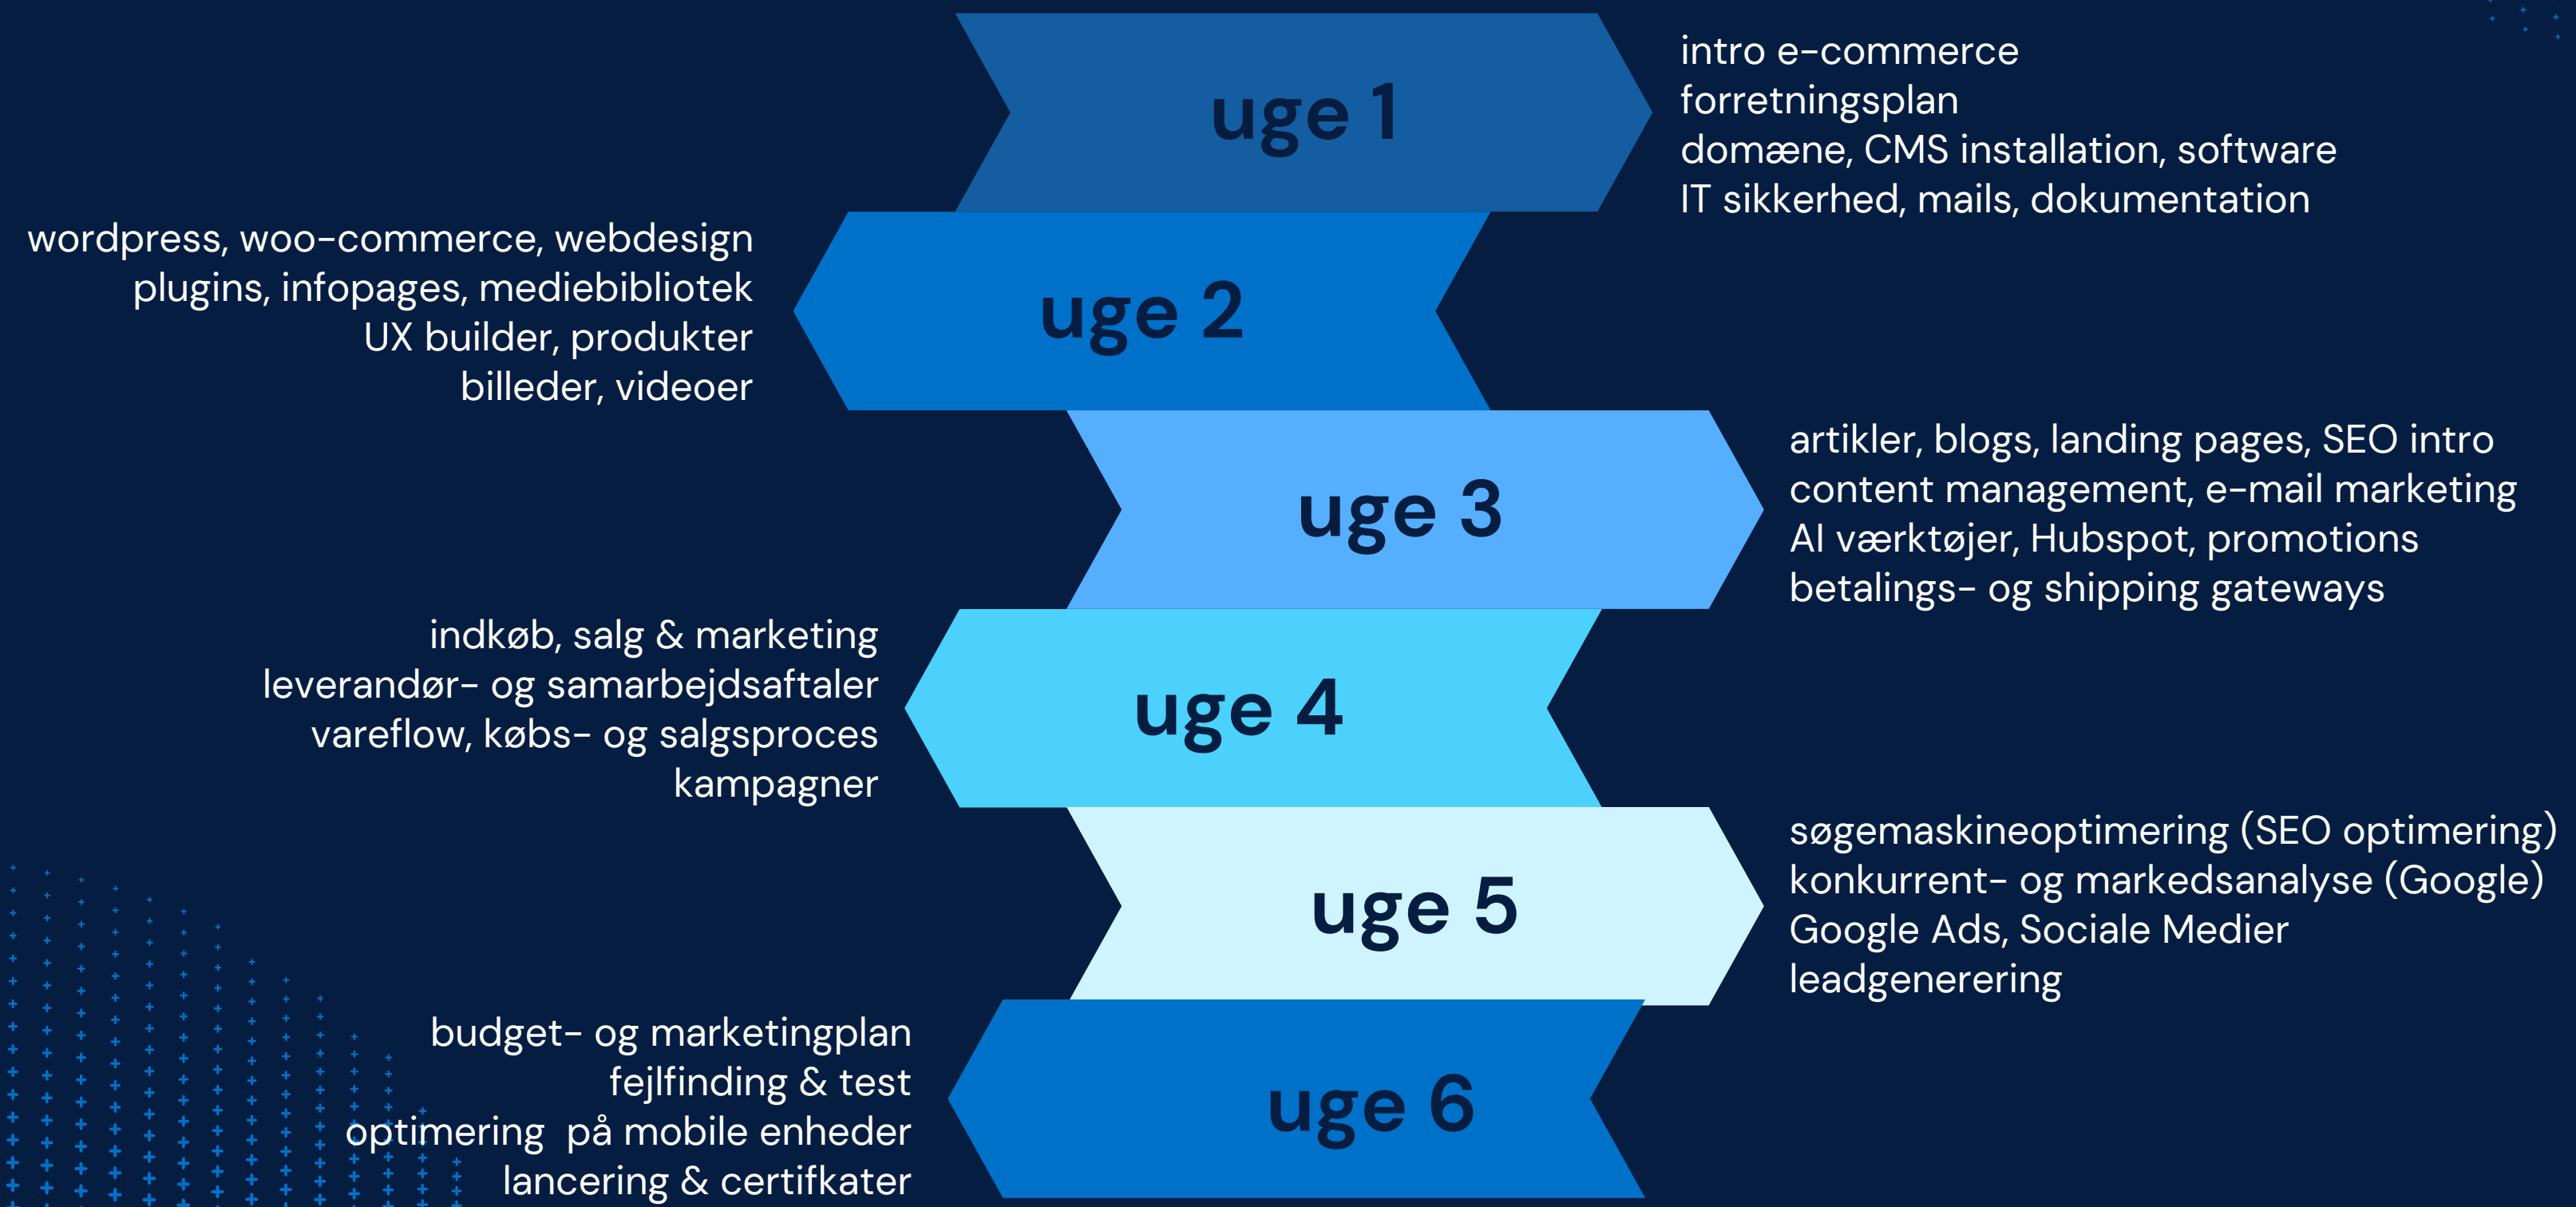 uge 1
intro e-commerce
forretningsplan
domæne, CMS installation, software
IT sikkerhed, mails, dokumentation
uge 2
wordpress, woo-commerce, webdesign
plugins, infopages, mediebibliotek
UX builder, produkter
billeder, videoer
uge 3
artikler, blogs, landing pages, SEO intro
content management, e-mail marketing
AI værktøjer, Hubspot, promotions
betalings- og shipping gateways
uge 4
indkøb, salg & marketing
leverandør- og samarbejdsaftaler
vareflow, købs- og salgsproces
kampagner
uge 5
søgemaskineoptimering (SEO optimering)
konkurrent- og markedsanalyse (Google)
Google Ads, Sociale Medier
leadgenerering
uge 6
budget- og marketingplan
fejlfinding & test
optimering  på mobile enheder
lancering & certifkater